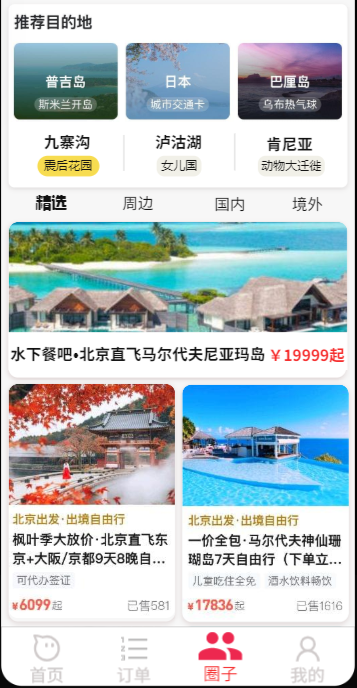 推荐目的地
普吉岛 日本 巴厘岛
斯米兰开岛 城市交通卡 乌布热气球
九寨沟 泸沽湖 肯尼亚
震后花园 女儿国 动物大迁徙
精选 周边 国内 境外
水下餐吧•北京直飞马尔代夫尼亚玛岛 ￥19999起
北京出发·出境自由行
枫叶季大放价·北京直飞东
京+大阪/京都9天8晚自...
可代办签证
¥6099起 已售581
北京出发·出境自由行
一价全包·马尔代夫神仙珊
瑚岛7天自由行（下单立...
儿童吃住全免 酒水饮料畅饮
¥17836起 已售1616
首页 订单 圈子 我的